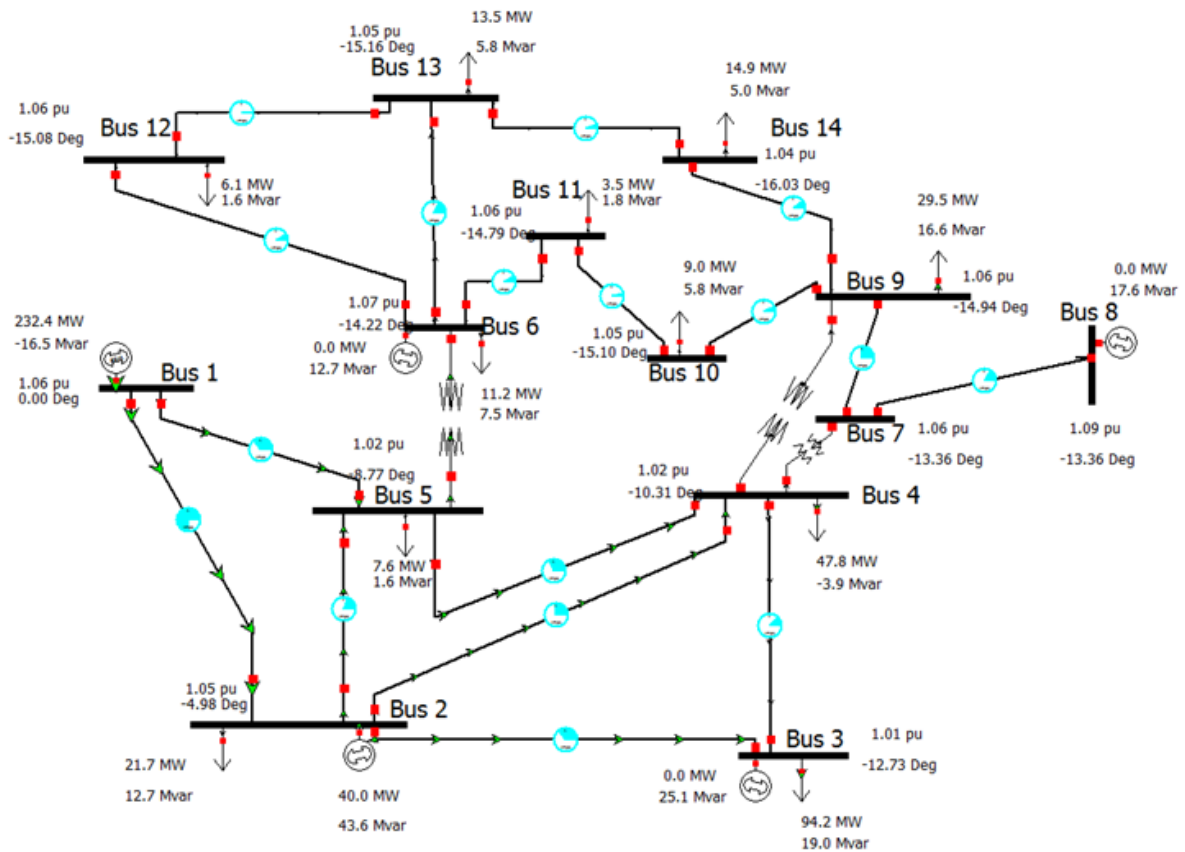 13.5 MW
5.8 Mvar
1.05 pu
-15.16 Deg
Bus 13
14.9 MW
5.0 Mvar
1.06 pu
-15.08 Deg
Bus 12
Bus 14
1.04 pu
-16.03 Deg
6.1 MW
1.6 Mvar
Bus 11
3.5 MW
1.8 Mvar
1.06 pu
-14.79 Deg
29.5 MW
16.6 Mvar
9.0 MW
5.8 Mvar
Bus 9
1.06 pu
-14.94 Deg
0.0 MW
17.6 Mvar
Bus 8
1.07 pu
-14.22 Deg
Bus 6
0.0 MW
12.7 Mvar
1.05 pu
-15.10 Deg
Bus 10
232.4 MW
-16.5 Mvar
1.06 pu
0.00 Deg
Bus 1
11.2 MW
7.5 Mvar
Bus 7
1.06 pu
-13.36 Deg
1.09 pu
-13.36 Deg
1.02 pu
-8.77 Deg
Bus 5
1.02 pu
-10.31 Deg
Bus 4
7.6 MW
1.6 Mvar
47.8 MW
-3.9 Mvar
1.05 pu
-4.98 Deg
Bus 2
Bus 3
1.01 pu
-12.73 Deg
21.7 MW
12.7 Mvar
40.0 MW
43.6 Mvar
0.0 MW
25.1 Mvar
94.2 MW
19.0 Mvar